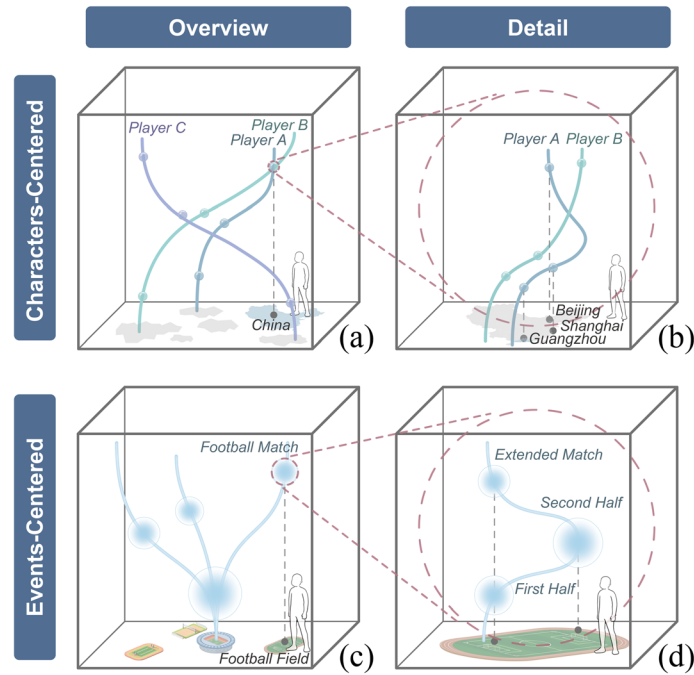 Overview
Detail
Characters-Centered
Player C
Player B
Player A
China
(a)
Player A
Player B
Beijing
Shanghai
Guangzhou
(b)
Events-Centered
Football Match
Football Field
(c)
Extended Match
Second Half
First Half
(d)